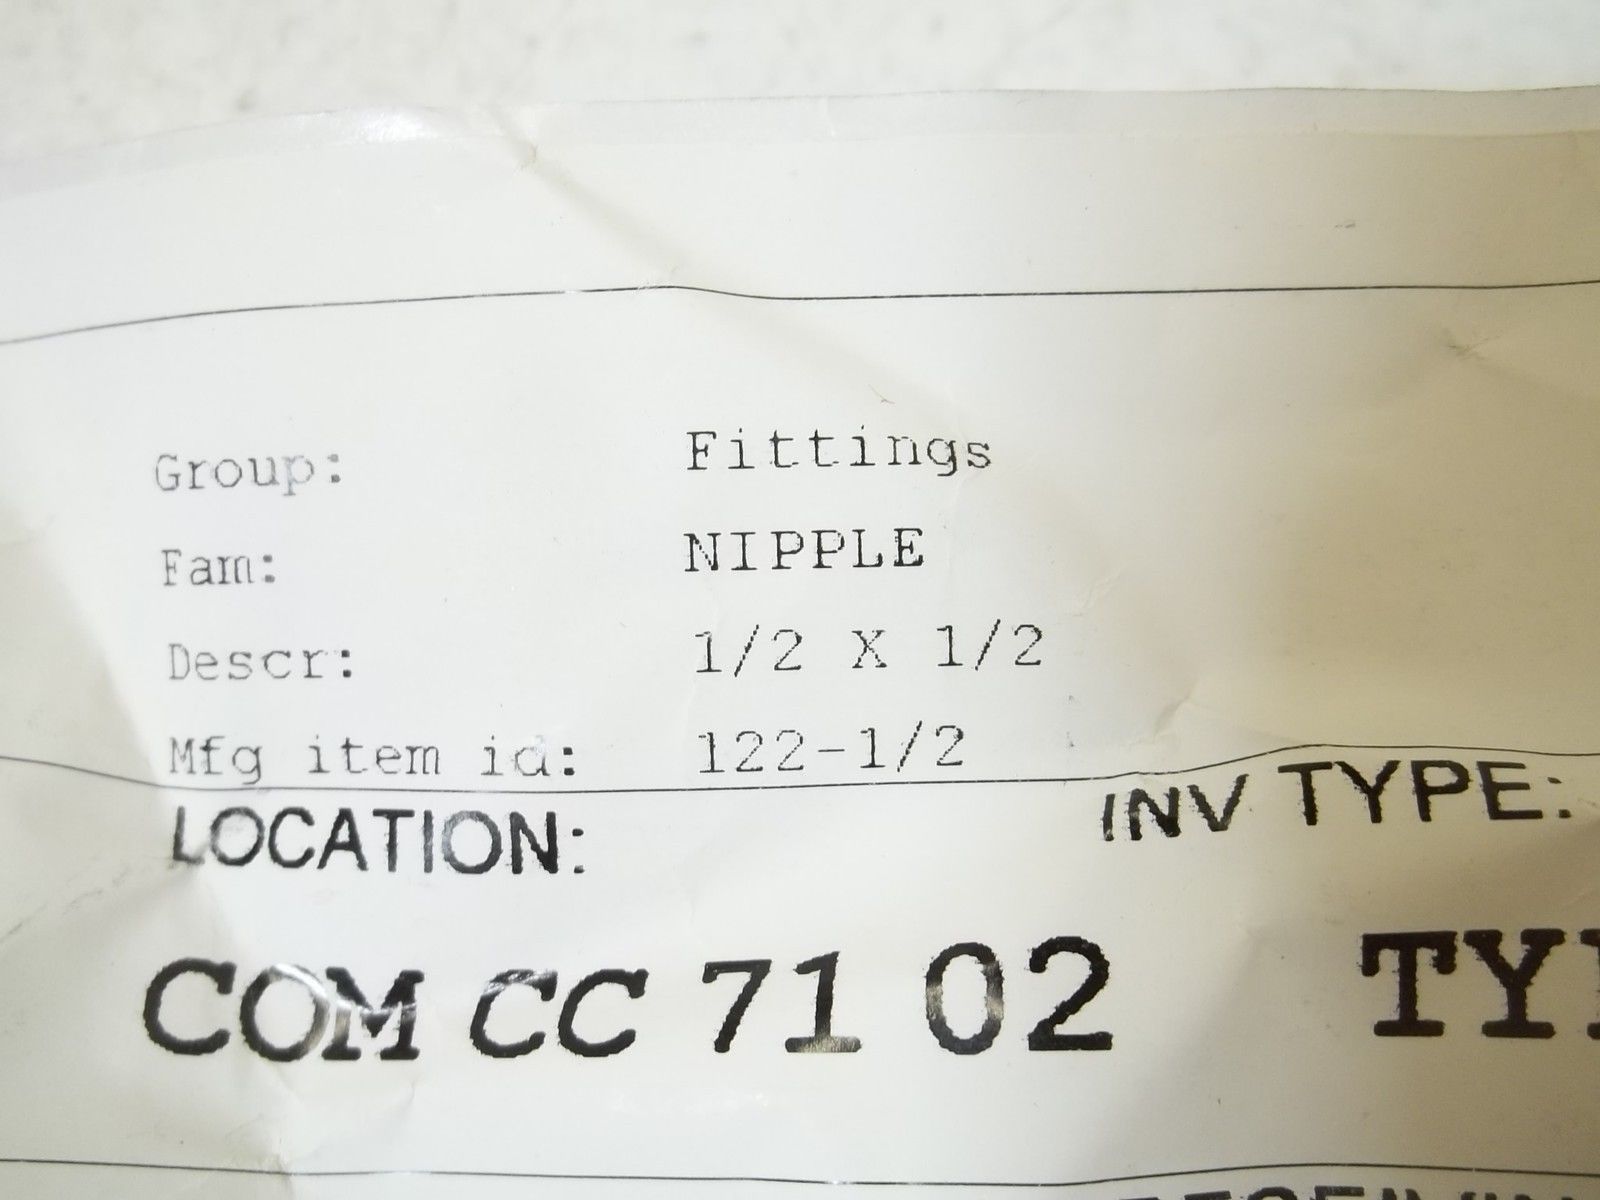 Group: Fittings
Fam: NIPPLE
Descr: 1/2 X 1/2
Mfg item id: 122-1/2
LOCATION: INV TYPE:
COM CC 71 02